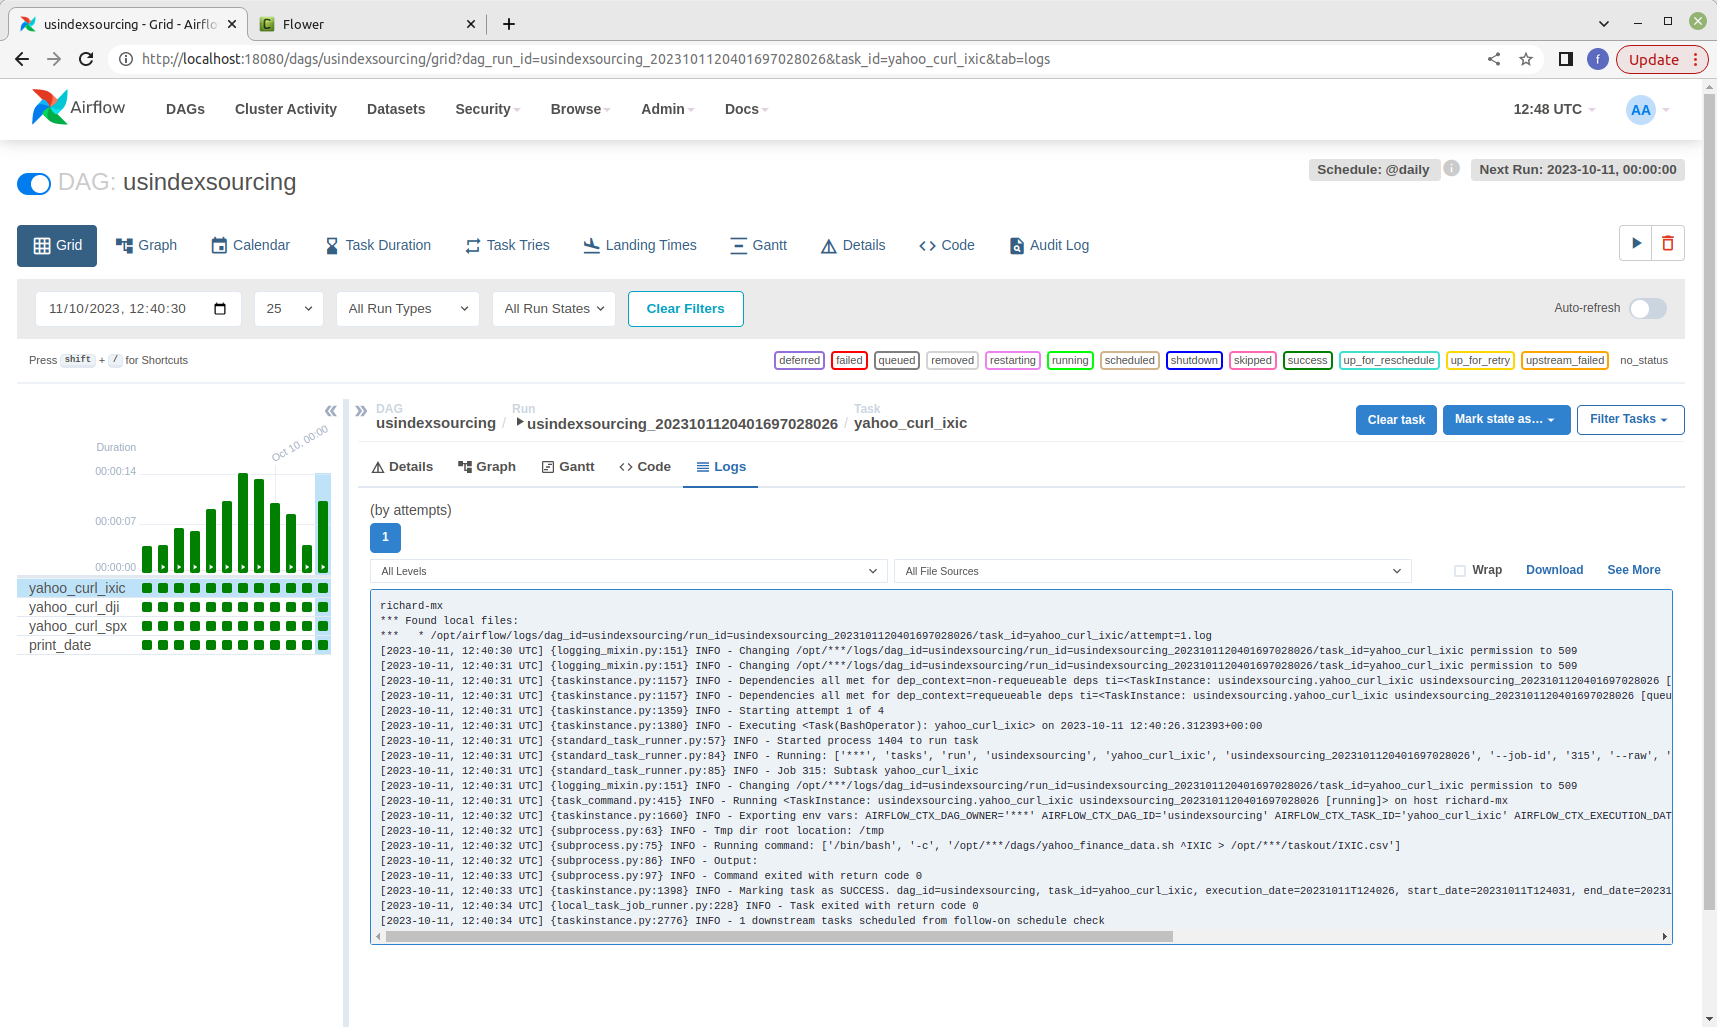 usindexsourcing - Grid - Airflo
Flower
http://localhost:18080/dags/usindexsourcing/grid?dag_run_id=usindexsourcing_2023101120401697028026&task_id=yahoo_curl_ixic&tab=logs
f
Update
Airflow
DAGs
Cluster Activity
Datasets
Security
Browse
Admin
Docs
12:48 UTC
AA
DAG: usindexsourcing
Schedule: @daily
Next Run: 2023-10-11, 00:00:00
Grid
Graph
Calendar
Task Duration
Task Tries
Landing Times
Gantt
Details
Code
Audit Log
11/10/2023, 12:40:30
25
All Run Types
All Run States
Clear Filters
Auto-refresh
Press shift + / for Shortcuts
deferred
failed
queued
removed
restarting
running
scheduled
shutdown
skipped
success
up_for_reschedule
up_for_retry
upstream_failed
no_status
Duration
Oct 10, 00:00
00:00:14
00:00:07
00:00:00
yahoo_curl_ixic
yahoo_curl_dji
yahoo_curl_spx
print_date
DAG
usindexsourcing
/
Run
usindexsourcing_2023101120401697028026
/
Task
yahoo_curl_ixic
Clear task
Mark state as...
Filter Tasks
Details
Graph
Gantt
Code
Logs
(by attempts)
1
All Levels
All File Sources
Wrap
Download
See More
richard-mx
*** Found local files:
***   * /opt/airflow/logs/dag_id=usindexsourcing/run_id=usindexsourcing_2023101120401697028026/task_id=yahoo_curl_ixic/attempt=1.log
[2023-10-11, 12:40:30 UTC] {logging_mixin.py:151} INFO - Changing /opt/***/logs/dag_id=usindexsourcing/run_id=usindexsourcing_2023101120401697028026/task_id=yahoo_curl_ixic permission to 509
[2023-10-11, 12:40:31 UTC] {logging_mixin.py:151} INFO - Changing /opt/***/logs/dag_id=usindexsourcing/run_id=usindexsourcing_2023101120401697028026/task_id=yahoo_curl_ixic permission to 509
[2023-10-11, 12:40:31 UTC] {taskinstance.py:1157} INFO - Dependencies all met for dep_context=non-requeueable deps ti=<TaskInstance: usindexsourcing.yahoo_curl_ixic usindexsourcing_2023101120401697028026 [
[2023-10-11, 12:40:31 UTC] {taskinstance.py:1157} INFO - Dependencies all met for dep_context=requeueable deps ti=<TaskInstance: usindexsourcing.yahoo_curl_ixic usindexsourcing_2023101120401697028026 [queu
[2023-10-11, 12:40:31 UTC] {taskinstance.py:1359} INFO - Starting attempt 1 of 4
[2023-10-11, 12:40:31 UTC] {taskinstance.py:1380} INFO - Executing <Task(BashOperator): yahoo_curl_ixic> on 2023-10-11 12:40:26.312393+00:00
[2023-10-11, 12:40:31 UTC] {standard_task_runner.py:57} INFO - Started process 1404 to run task
[2023-10-11, 12:40:31 UTC] {standard_task_runner.py:84} INFO - Running: ['***', 'tasks', 'run', 'usindexsourcing', 'yahoo_curl_ixic', 'usindexsourcing_2023101120401697028026', '--job-id', '315', '--raw', '
[2023-10-11, 12:40:31 UTC] {standard_task_runner.py:85} INFO - Job 315: Subtask yahoo_curl_ixic
[2023-10-11, 12:40:31 UTC] {logging_mixin.py:151} INFO - Changing /opt/***/logs/dag_id=usindexsourcing/run_id=usindexsourcing_2023101120401697028026/task_id=yahoo_curl_ixic permission to 509
[2023-10-11, 12:40:31 UTC] {task_command.py:415} INFO - Running <TaskInstance: usindexsourcing.yahoo_curl_ixic usindexsourcing_2023101120401697028026 [running]> on host richard-mx
[2023-10-11, 12:40:32 UTC] {taskinstance.py:1660} INFO - Exporting env vars: AIRFLOW_CTX_DAG_OWNER='***' AIRFLOW_CTX_DAG_ID='usindexsourcing' AIRFLOW_CTX_TASK_ID='yahoo_curl_ixic' AIRFLOW_CTX_EXECUTION_DAT
[2023-10-11, 12:40:32 UTC] {subprocess.py:63} INFO - Tmp dir root location: /tmp
[2023-10-11, 12:40:32 UTC] {subprocess.py:75} INFO - Running command: ['/bin/bash', '-c', '/opt/***/dags/yahoo_finance_data.sh ^IXIC > /opt/***/taskout/IXIC.csv']
[2023-10-11, 12:40:32 UTC] {subprocess.py:86} INFO - Output:
[2023-10-11, 12:40:33 UTC] {subprocess.py:97} INFO - Command exited with return code 0
[2023-10-11, 12:40:33 UTC] {taskinstance.py:1398} INFO - Marking task as SUCCESS. dag_id=usindexsourcing, task_id=yahoo_curl_ixic, execution_date=20231011T124026, start_date=20231011T124031, end_date=20231
[2023-10-11, 12:40:34 UTC] {local_task_job_runner.py:228} INFO - Task exited with return code 0
[2023-10-11, 12:40:34 UTC] {taskinstance.py:2776} INFO - 1 downstream tasks scheduled from follow-on schedule check